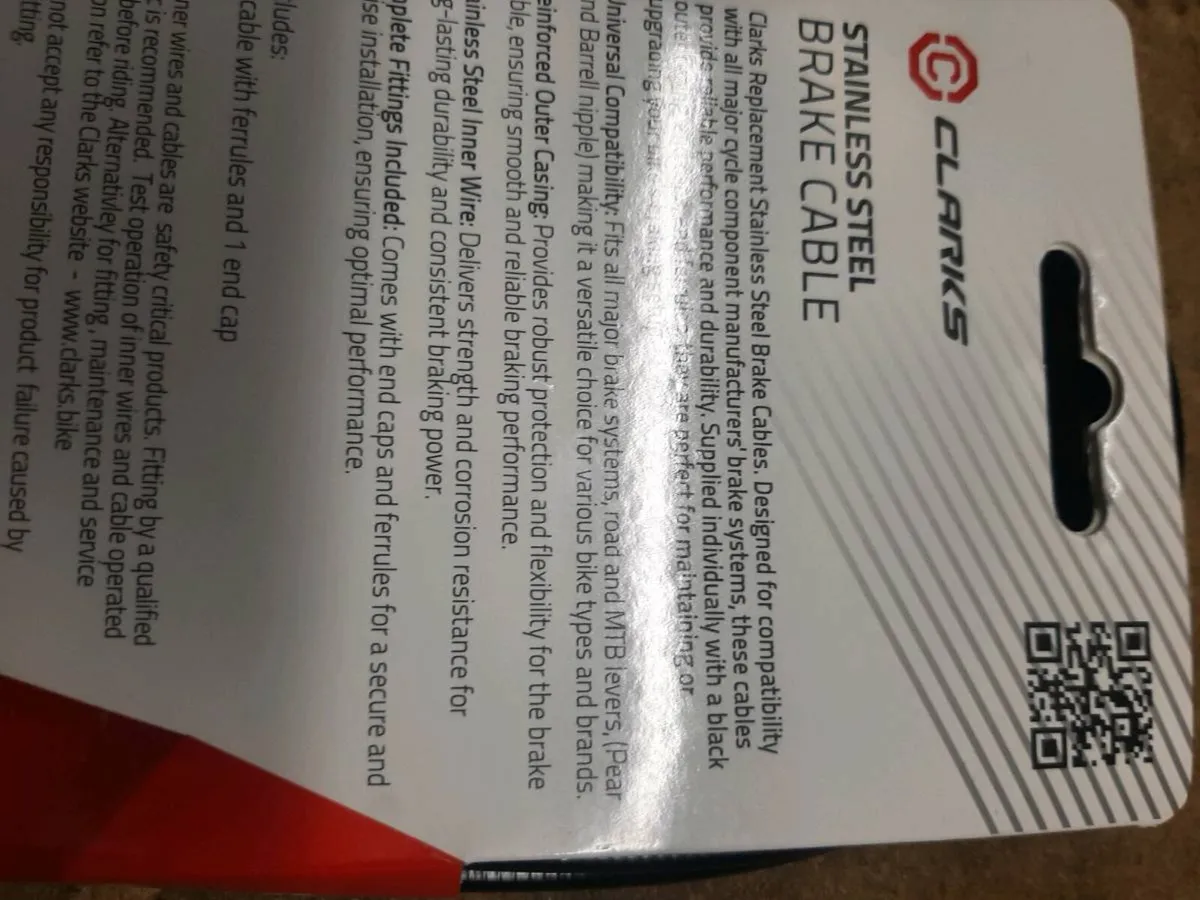 CLARKS
STAINLESS STEEL
BRAKE CABLE
Clarks Replacement Stainless Steel Brake Cables. Designed for compatibility
with all major cycle component manufacturers' brake systems, these cables
provide reliable performance and durability. Supplied individually with a black
they are perfect for maintaining or
upgrading your
Universal Compatibility: Fits all major brake systems, road and MTB levers, (Pear
nd Barrell nipple) making it a versatile choice for various bike types and brands.
einforced Outer Casing: Provides robust protection and flexibility for the brake
ble, ensuring smooth and reliable braking performance.
ainless Steel Inner Wire: Delivers strength and corrosion resistance for
g-lasting durability and consistent braking power.
plete Fittings Included: Comes with end caps and ferrules for a secure and
se installation, ensuring optimal performance.
ludes:
cable with ferrules and 1 end cap
ner wires and cables are safety critical products. Fitting by a qualified
c is recommended. Test operation of inner wires and cable operated
before riding. Alternativley for fitting, maintenance and service
on refer to the Clarks website - www.clarks.bike
not accept any responsibility for product failure caused by
tting.